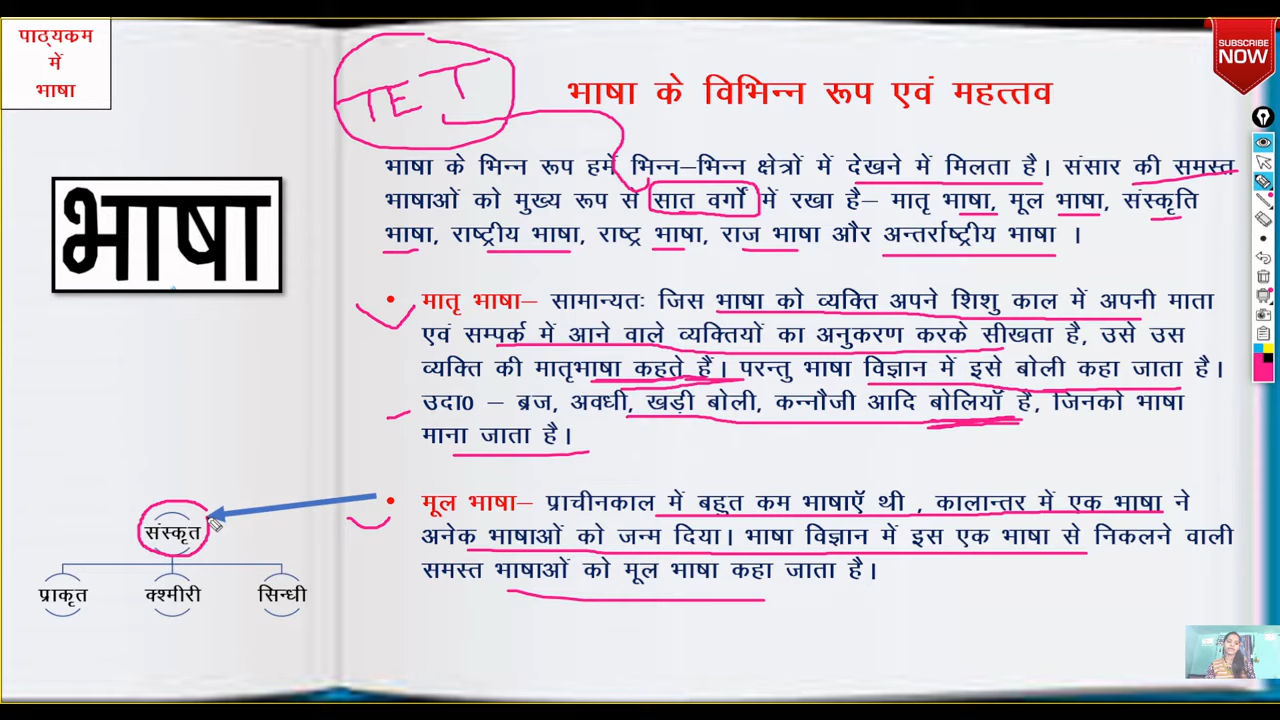 पाठ्यकम
में
भाषा
TET
SUBSCRIBE
NOW
भाषा के विभिन्न रूप एवं महत्तव
भाषा के भिन्न रूप हमें भिन्न–भिन्न क्षेत्रों में देखने में मिलता है। संसार की समस्त
भाषाओं को मुख्य रूप से सात वर्गों में रखा है– मातृ भाषा, मूल भाषा, संस्कृति
भाषा, राष्ट्रीय भाषा, राष्ट्र भाषा, राज भाषा और अन्तर्राष्ट्रीय भाषा ।
भाषा
• मातृ भाषा– सामान्यतः जिस भाषा को व्यक्ति अपने शिशु काल में अपनी माता
एवं सम्पर्क में आने वाले व्यक्तियों का अनुकरण करके सीखता है, उसे उस
व्यक्ति की मातृभाषा कहते हैं। परन्तु भाषा विज्ञान में इसे बोली कहा जाता है।
उदा0 – ब्रज, अवधी, खड़ी बोली, कन्नौजी आदि बोलियॉ हैं, जिनको भाषा
माना जाता है।
• मूल भाषा– प्राचीनकाल में बहुत कम भाषाऍ थी , कालान्तर में एक भाषा ने
अनेक भाषाओं को जन्म दिया। भाषा विज्ञान में इस एक भाषा से निकलने वाली
समस्त भाषाओं को मूल भाषा कहा जाता है।
संस्कृत
प्राकृत क्श्मीरी सिन्धी